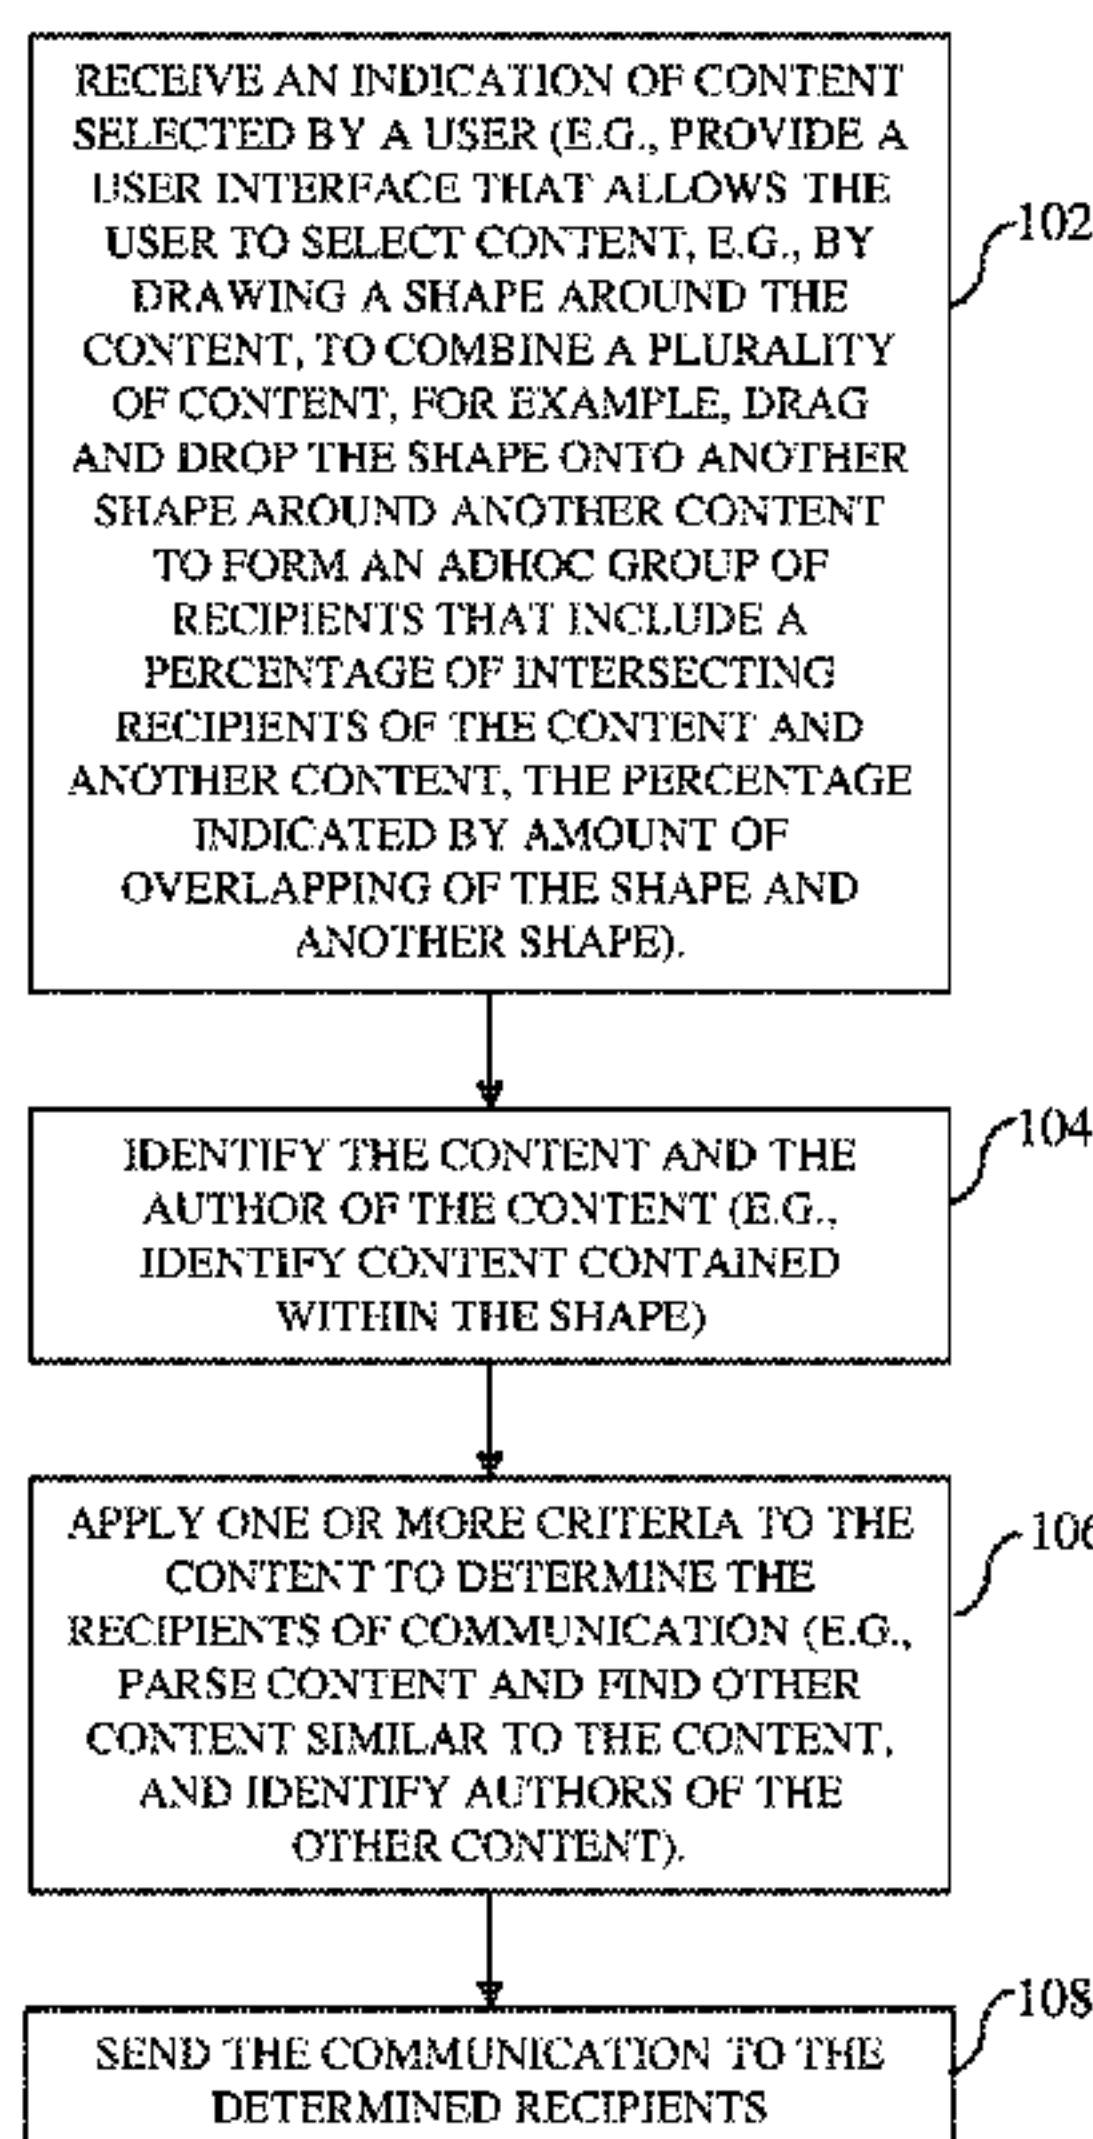 RECEIVE AN INDICATION OF CONTENT
SELECTED BY A USER (E.G., PROVIDE A
USER INTERFACE THAT ALLOWS THE
USER TO SELECT CONTENT, E.G., BY
DRAWING A SHAPE AROUND THE
CONTENT, TO COMBINE A PLURALITY
OF CONTENT, FOR EXAMPLE, DRAG
AND DROP THE SHAPE ONTO ANOTHER
SHAPE AROUND ANOTHER CONTENT
TO FORM AN ADHOC GROUP OF
RECIPIENTS THAT INCLUDE A
PERCENTAGE OF INTERSECTING
RECIPIENTS OF THE CONTENT AND
ANOTHER CONTENT, THE PERCENTAGE
INDICATED BY AMOUNT OF
OVERLAPPING OF THE SHAPE AND
ANOTHER SHAPE).
102
IDENTIFY THE CONTENT AND THE
AUTHOR OF THE CONTENT (E.G.,
IDENTIFY CONTENT CONTAINED
WITHIN THE SHAPE)
104
APPLY ONE OR MORE CRITERIA TO THE
CONTENT TO DETERMINE THE
RECIPIENTS OF COMMUNICATION (E.G.,
PARSE CONTENT AND FIND OTHER
CONTENT SIMILAR TO THE CONTENT,
AND IDENTIFY AUTHORS OF THE
OTHER CONTENT).
106
SEND THE COMMUNICATION TO THE
DETERMINED RECIPIENTS
108